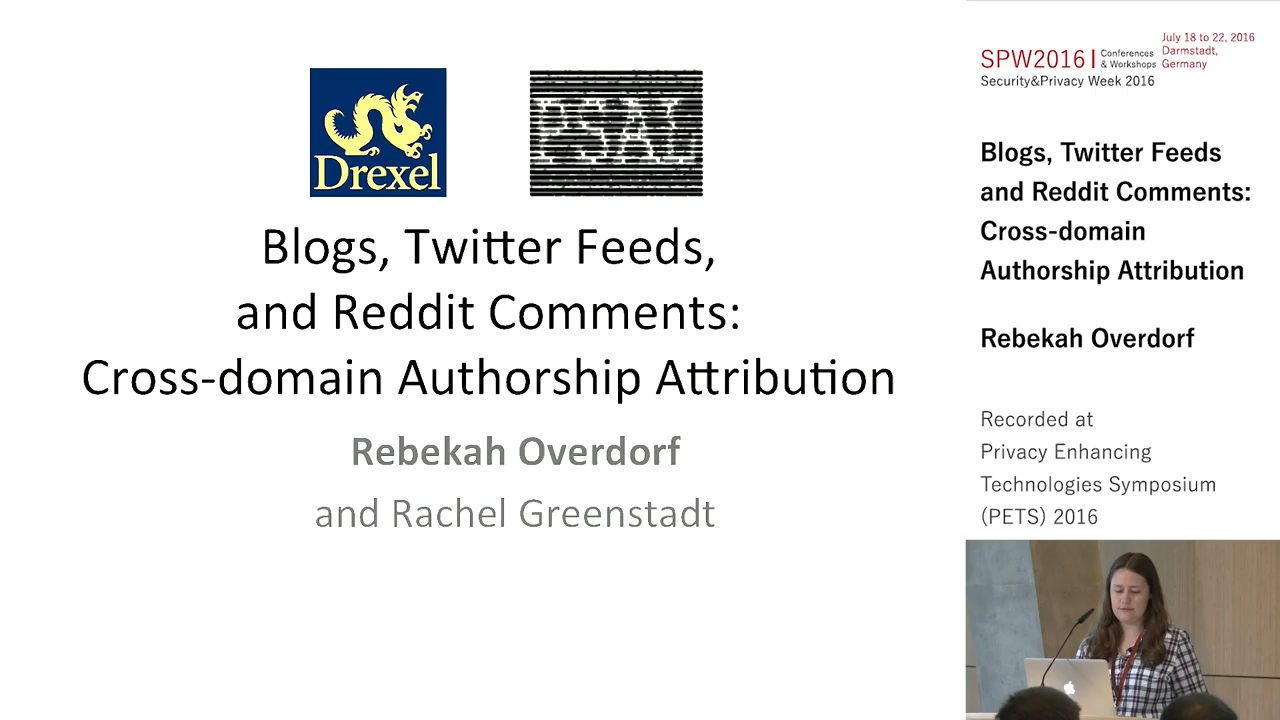 Drexel
PSAL
Blogs, Twitter Feeds,
and Reddit Comments:
Cross-domain Authorship Attribution
Rebekah Overdorf
and Rachel Greenstadt
SPW2016 | Conferences
& Workshops
July 18 to 22, 2016
Darmstadt,
Germany
Security&Privacy Week 2016
Blogs, Twitter Feeds
and Reddit Comments:
Cross-domain
Authorship Attribution
Rebekah Overdorf
Recorded at
Privacy Enhancing
Technologies Symposium
(PETS) 2016